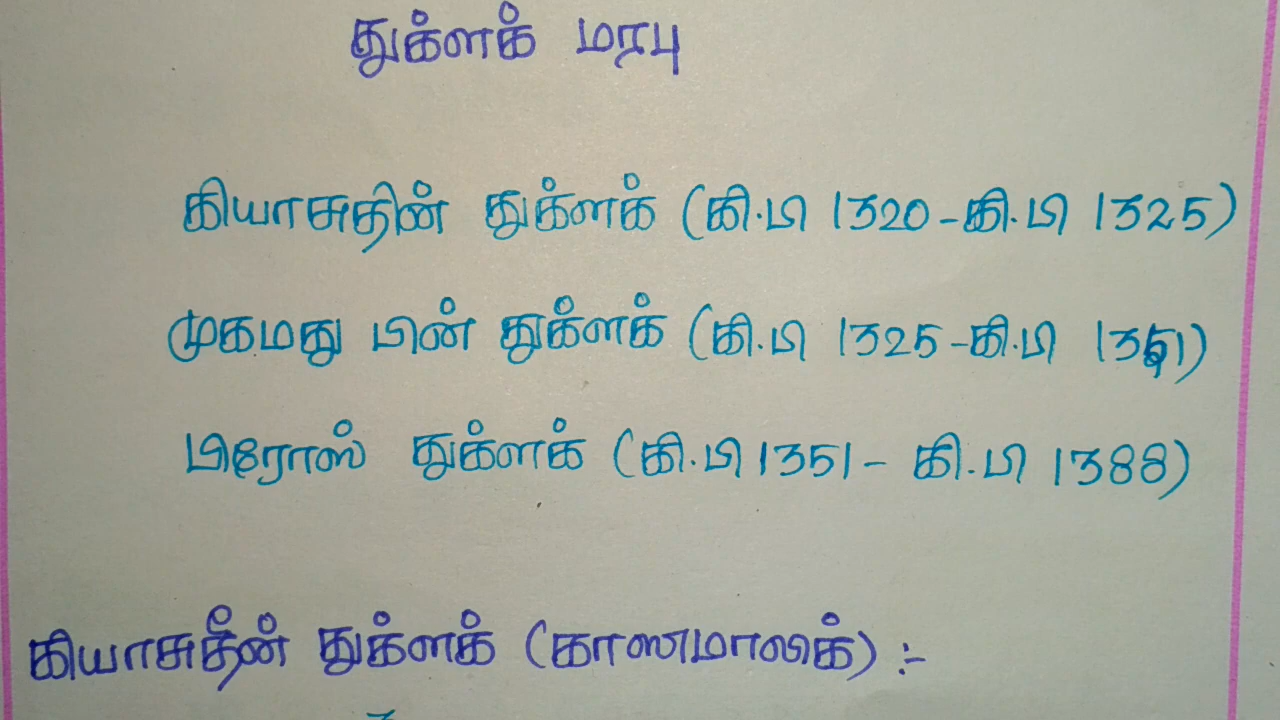 துக்ளக் மரபு
கியாசுதின் துக்ளக் (கி.பி 1320-கி.பி 1325)
முகமது பின் துக்ளக் (கி.பி 1325-கி.பி 1351)
பிரோஸ் துக்ளக் (கி.பி 1351- கி.பி 1388)
கியாசுதீன் துக்ளக் (காஸிமாலிக்) :-